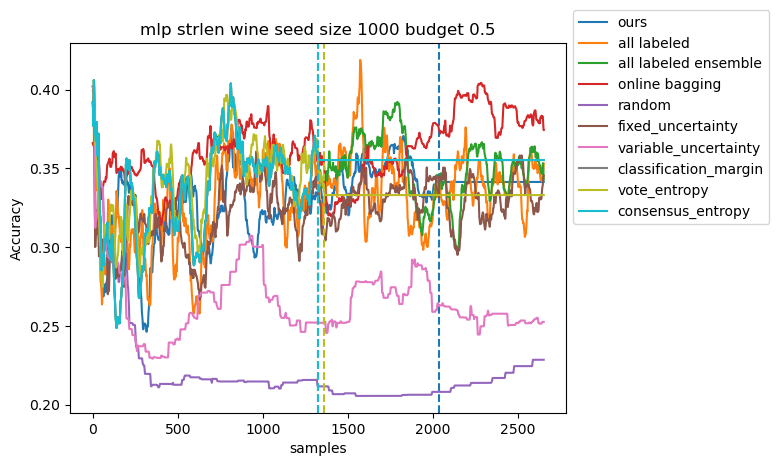 mlp strlen wine seed size 1000 budget 0.5
Accuracy
0.40
0.35
0.30
0.25
0.20
0
500
1000
1500
2000
2500
samples
ours
all labeled
all labeled ensemble
online bagging
random
fixed_uncertainty
variable_uncertainty
classification_margin
vote_entropy
consensus_entropy